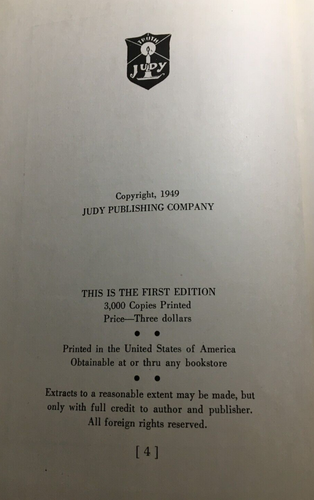 TRUTH
JUDY
Copyright, 1949
JUDY PUBLISHING COMPANY
THIS IS THE FIRST EDITION
3,000 Copies Printed
Price—Three dollars
● ●
Printed in the United States of America
Obtainable at or thru any bookstore
● ●
Extracts to a reasonable extent may be made, but
only with full credit to author and publisher.
All foreign rights reserved.
[ 4 ]